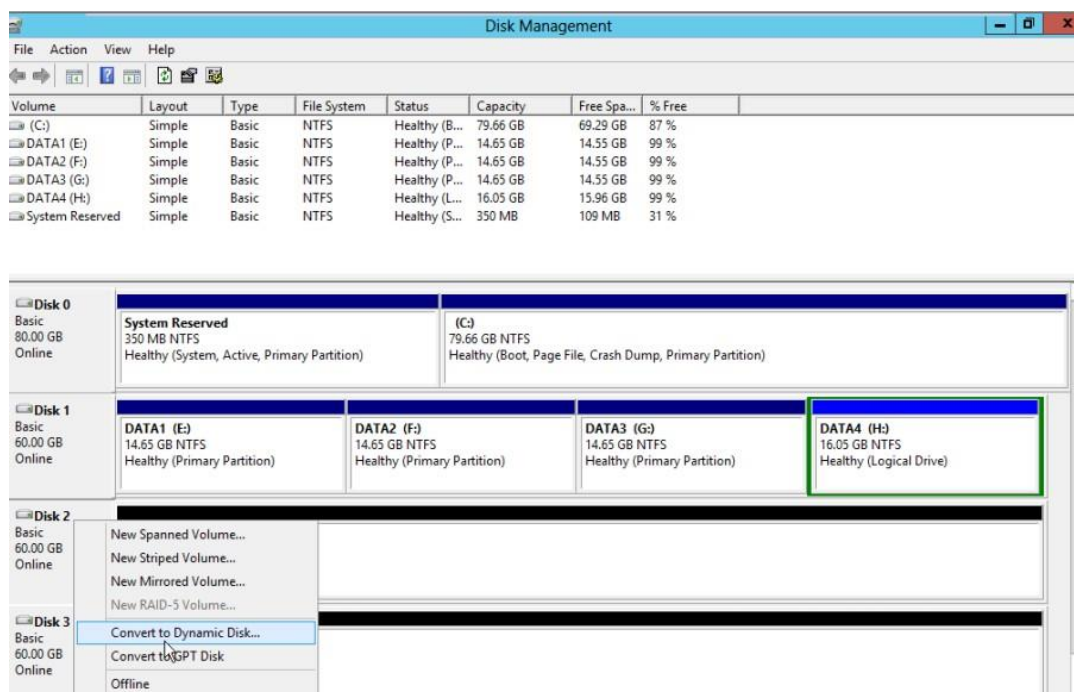 Disk Management
File Action View Help
Volume Layout Type File System Status Capacity Free Spa... % Free
(C:) Simple Basic NTFS Healthy (B... 79.66 GB 69.29 GB 87 %
DATA1 (E:) Simple Basic NTFS Healthy (P... 14.65 GB 14.55 GB 99 %
DATA2 (F:) Simple Basic NTFS Healthy (P... 14.65 GB 14.55 GB 99 %
DATA3 (G:) Simple Basic NTFS Healthy (P... 14.65 GB 14.55 GB 99 %
DATA4 (H:) Simple Basic NTFS Healthy (L... 16.05 GB 15.96 GB 99 %
System Reserved Simple Basic NTFS Healthy (S... 350 MB 109 MB 31 %
Disk 0
Basic
80.00 GB
Online
System Reserved
350 MB NTFS
Healthy (System, Active, Primary Partition)
(C:)
79.66 GB NTFS
Healthy (Boot, Page File, Crash Dump, Primary Partition)
Disk 1
Basic
60.00 GB
Online
DATA1 (E:)
14.65 GB NTFS
Healthy (Primary Partition)
DATA2 (F:)
14.65 GB NTFS
Healthy (Primary Partition)
DATA3 (G:)
14.65 GB NTFS
Healthy (Primary Partition)
DATA4 (H:)
16.05 GB NTFS
Healthy (Logical Drive)
Disk 2
Basic
60.00 GB
Online
New Spanned Volume...
New Striped Volume...
New Mirrored Volume...
New RAID-5 Volume...
Convert to Dynamic Disk...
Convert to GPT Disk
Offline
Disk 3
Basic
60.00 GB
Online